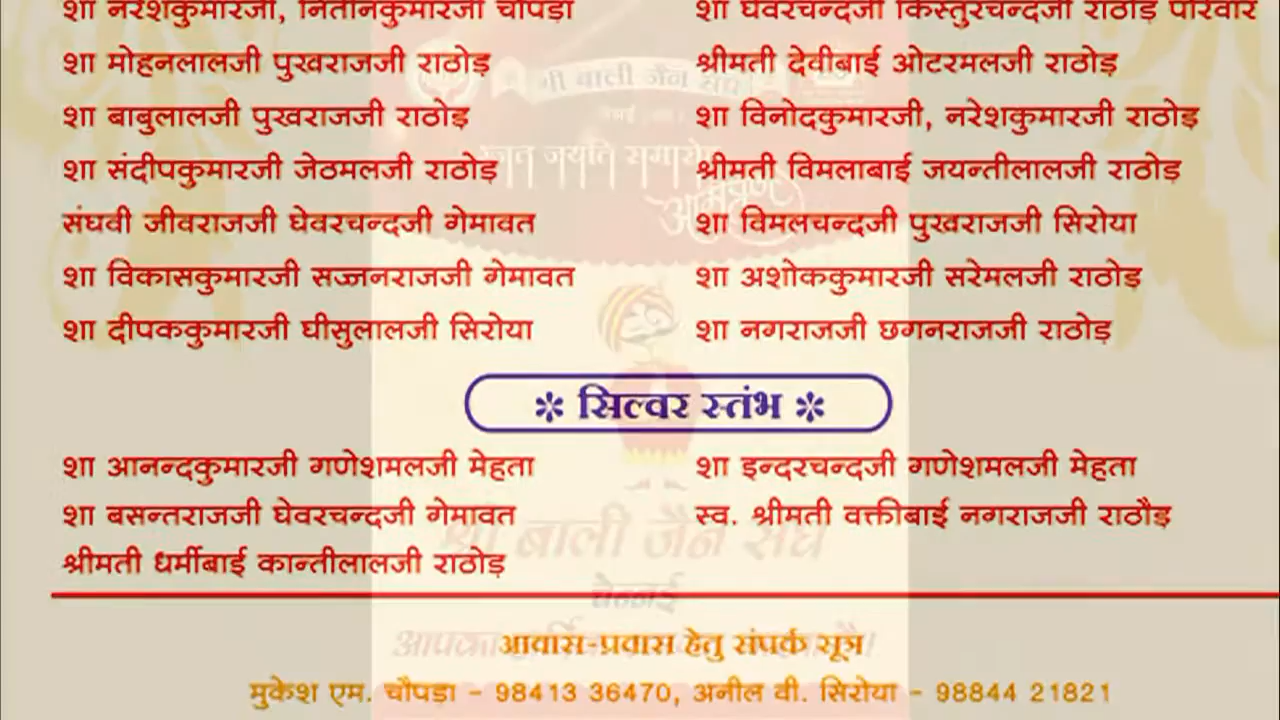 शा नरेशकुमारजी, नितीनकुमारजी चौपड़ा
शा घेवरचन्दजी किस्तुरचन्दजी राठोड़ परिवार
शा मोहनलालजी पुखराजजी राठोड़
श्रीमती देवीबाई ओटरमलजी राठोड़
शा बाबुलालजी पुखराजजी राठोड़
शा विनोदकुमारजी, नरेशकुमारजी राठोड़
शा संदीपकुमारजी जेठमलजी राठोड़
श्रीमती विमलाबाई जयन्तीलालजी राठोड़
संघवी जीवराजजी घेवरचन्दजी गेमावत
शा विमलचन्दजी पुखराजजी सिरोया
शा विकासकुमारजी सज्जनराजजी गेमावत
शा अशोककुमारजी सरेमलजी राठोड़
शा दीपककुमारजी घीसुलालजी सिरोया
शा नगराजजी छगनराजजी राठोड़
* सिल्वर स्तंभ *
शा आनन्दकुमारजी गणेशमलजी मेहता
शा इन्दरचन्दजी गणेशमलजी मेहता
शा बसन्तराजजी घेवरचन्दजी गेमावत
स्व. श्रीमती वक्तीबाई नगराजजी राठौड़
श्रीमती धर्मीबाई कान्तीलालजी राठोड़
श्री बाली जैन संघ
चेन्नई
आवास-प्रवास हेतु संपर्क सूत्र
मुकेश एम. चौपड़ा - 98413 36470, अनील वी. सिरोया - 98844 21821